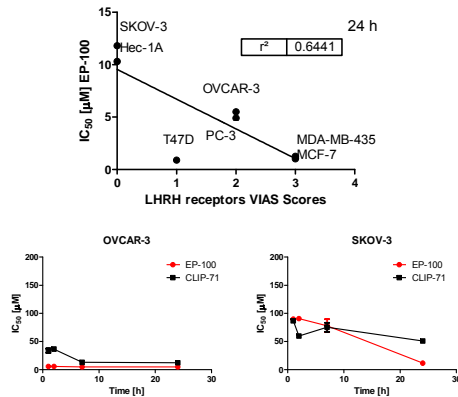 24 h
r² 0.6441
SKOV-3
Hec-1A
OVCAR-3
PC-3
T47D
MDA-MB-435
MCF-7
IC50 [µM] EP-100
15
10
5
0
0 1 2 3 4
LHRH receptors VIAS Scores
OVCAR-3
EP-100
CLIP-71
IC50 [µM]
200
150
100
50
0
0 10 20 30
Time [h]
SKOV-3
EP-100
CLIP-71
IC50 [µM]
200
150
100
50
0
0 10 20 30
Time [h]